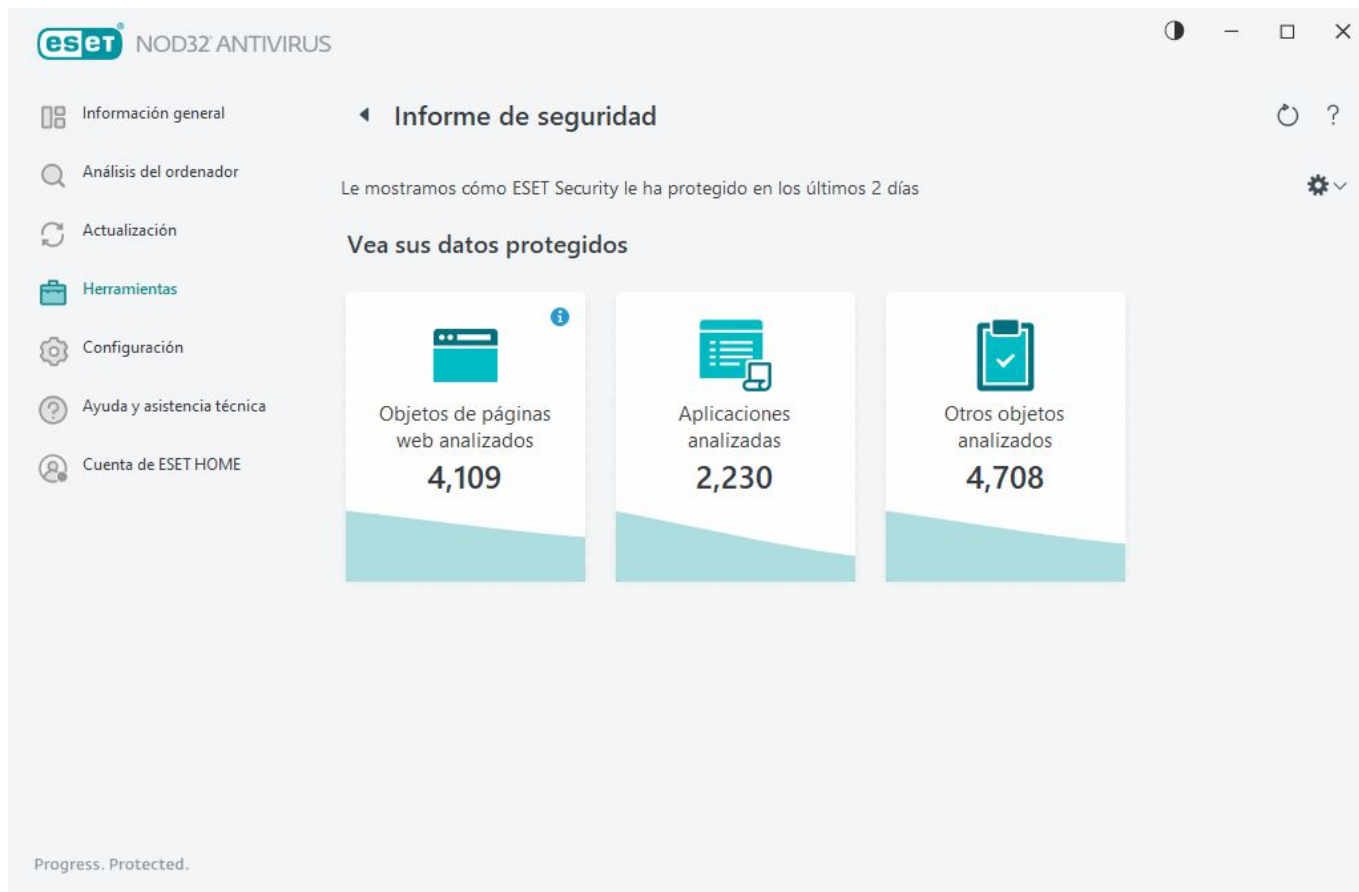 eset® NOD32® ANTIVIRUS
Información general
Análisis del ordenador
Actualización
Herramientas
Configuración
Ayuda y asistencia técnica
Cuenta de ESET HOME
Informe de seguridad
?
Le mostramos cómo ESET Security le ha protegido en los últimos 2 días
Vea sus datos protegidos
Objetos de páginas
web analizados
4,109
Aplicaciones
analizadas
2,230
Otros objetos
analizados
4,708
Progress. Protected.